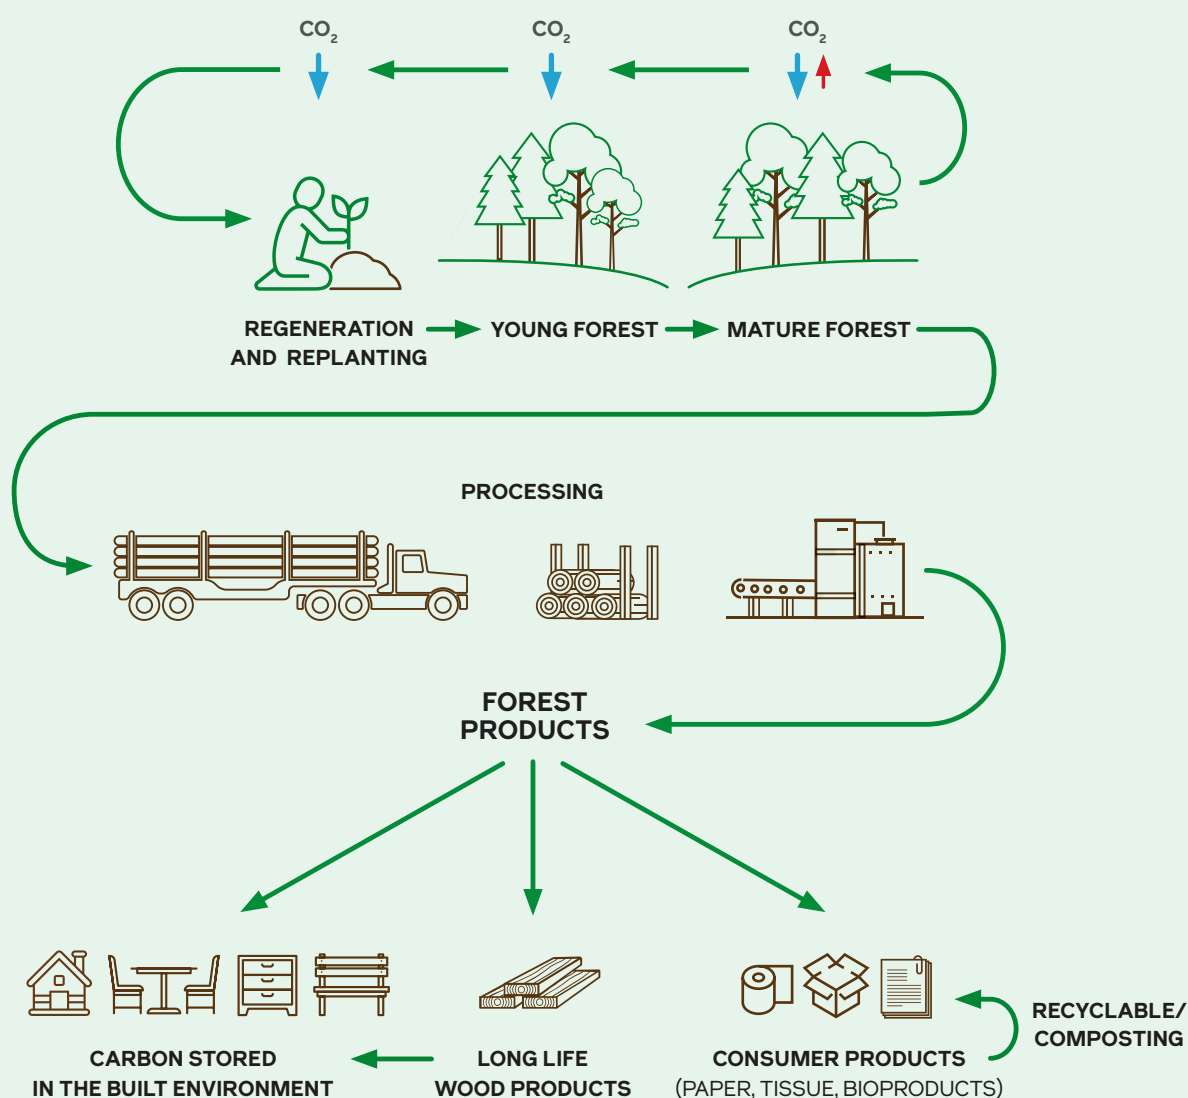 CO₂
CO₂
CO₂
REGENERATION
AND REPLANTING
YOUNG FOREST
MATURE FOREST
PROCESSING
FOREST
PRODUCTS
CARBON STORED
IN THE BUILT ENVIRONMENT
LONG LIFE
WOOD PRODUCTS
CONSUMER PRODUCTS
(PAPER, TISSUE, BIOPRODUCTS)
RECYCLABLE/
COMPOSTING